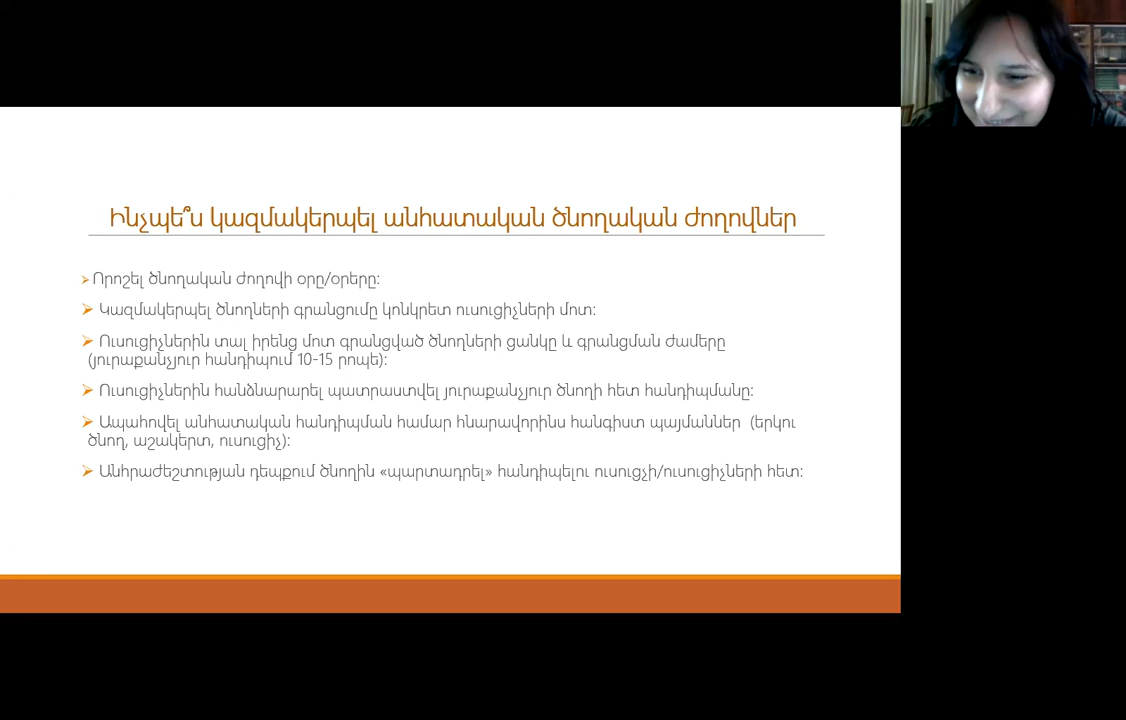 Ինչպե՞ս կազմակերպել անհատական ծնողական ժողովներ
Որոշել ծնողական ժողովի օրը/օրերը:
Կազմակերպել ծնողների գրանցումը կոնկրետ ուսուցիչների մոտ:
Ուսուցիչներին տալ իրենց մոտ գրանցված ծնողների ցանկը և գրանցման ժամերը
(յուրաքանչյուր հանդիպում 10-15 րոպե):
Ուսուցիչներին հանձնարարել պատրաստվել յուրաքանչյուր ծնողի հետ հանդիպմանը:
Ապահովել անհատական հանդիպման համար հնարավորինս հանգիստ պայմաններ (երկու
ծնող, աշակերտ, ուսուցիչ):
Անհրաժեշտության դեպքում ծնողին «պարտադրել» հանդիպելու ուսուցչի/ուսուցիչների հետ: